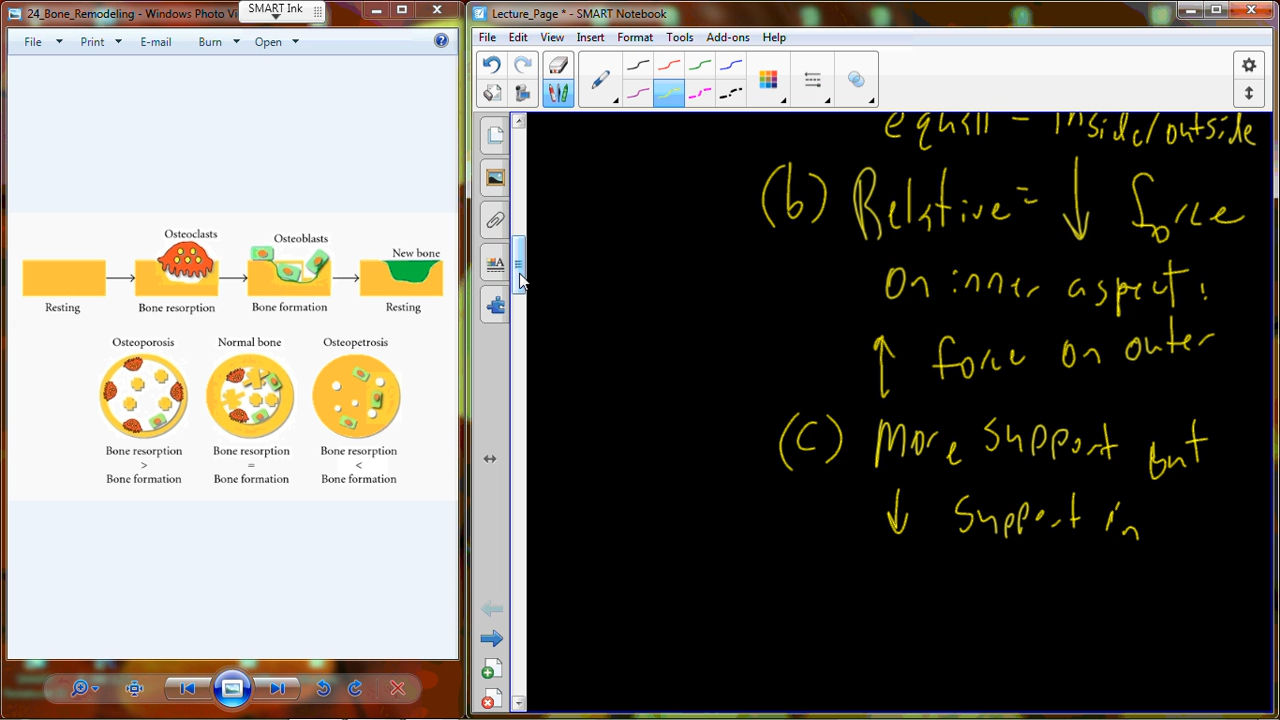 24_Bone_Remodeling - Windows Photo Vi
SMART Ink
File Print E-mail Burn Open
Osteoclasts
Osteoblasts
New bone
Resting
Bone resorption
Bone formation
Resting
Osteoporosis
Normal bone
Osteopetrosis
Bone resorption
>
Bone formation
Bone resorption
=
Bone formation
Bone resorption
<
Bone formation
Lecture_Page * - SMART Notebook
File Edit View Insert Format Tools Add-ons Help
equall - inside/outside
(b) Relative = ↓ force
on inner aspect;
↑ force on outer
(c) More support but
↓ support in